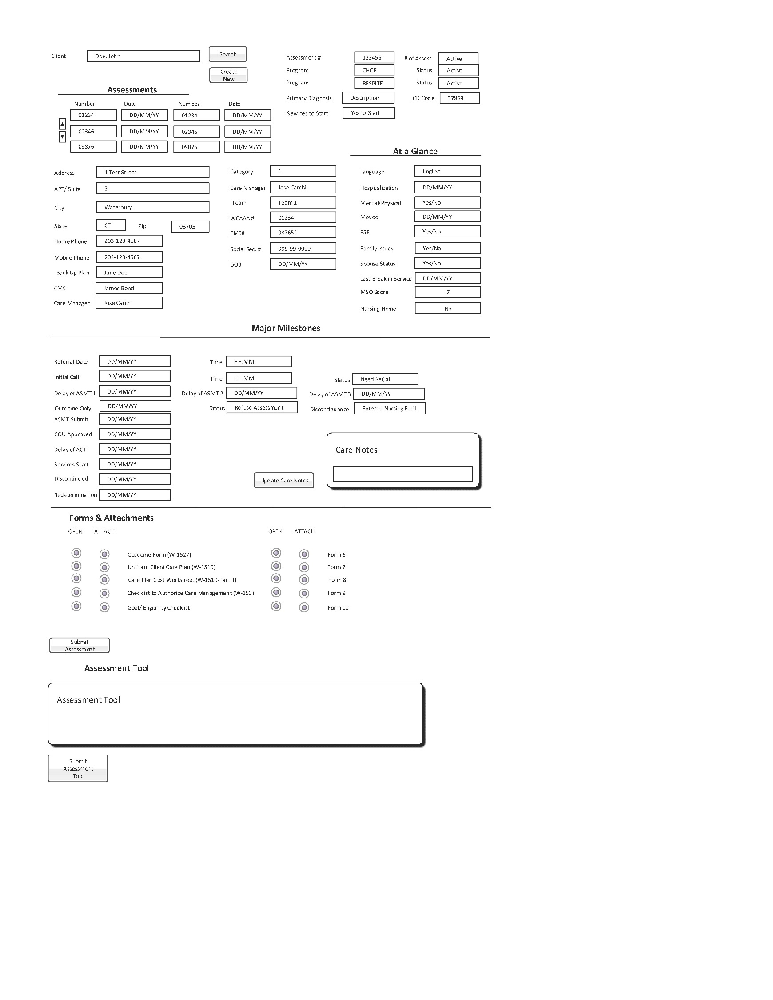 Client Doe, John Search
Create
New
Assessment # 123456 # of Assess. Active
Program CHCP Status Active
Program RESPITE Status Active
Primary Diagnosis Description ICD Code 27869
Services to Start Yes to Start
Assessments
Number Date Number Date
01234 DD/MM/YY 01234 DD/MM/YY
02346 DD/MM/YY 02346 DD/MM/YY
09876 DD/MM/YY 09876 DD/MM/YY
Address 1 Test Street
APT/ Suite 3
City Waterbury
State CT Zip 06705
Home Phone 203-123-4567
Mobile Phone 203-123-4567
Back Up Plan Jane Doe
CMS James Bond
Care Manager Jose Carchi
Category 1
Care Manager Jose Carchi
Team Team 1
WCAAA # 01234
EMS# 987654
Social Sec. # 999-99-9999
DOB DD/MM/YY
At a Glance
Language English
Hospitalization DD/MM/YY
Mental/Physical Yes/No
Moved DD/MM/YY
PSE Yes/No
Family Issues Yes/No
Spouse Status Yes/No
Last Break in Service DD/MM/YY
MSQ Score 7
Nursing Home No
Major Milestones
Referral Date DD/MM/YY Time HH:MM
Initial Call DD/MM/YY Time HH:MM Status Need ReCall
Delay of ASMT 1 DD/MM/YY Delay of ASMT 2 DD/MM/YY Delay of ASMT 3 DD/MM/YY
Outcome Only DD/MM/YY Status Refuse Assessment Discontinuance Entered Nursing Facil.
ASMT Submit DD/MM/YY
COU Approved DD/MM/YY
Delay of ACT DD/MM/YY
Services Start DD/MM/YY
Discontinued DD/MM/YY
Redetermination DD/MM/YY
Care Notes
Update Care Notes
Forms & Attachments
OPEN ATTACH OPEN ATTACH
Outcome Form (W-1527) Form 6
Uniform Client Care Plan (W-1510) Form 7
Care Plan Cost Worksheet (W-1510-Part II) Form 8
Checklist to Authorize Care Management (W-153) Form 9
Goal/ Eligibility Checklist Form 10
Submit
Assessment
Assessment Tool
Assessment Tool
Submit
Assessment
Tool